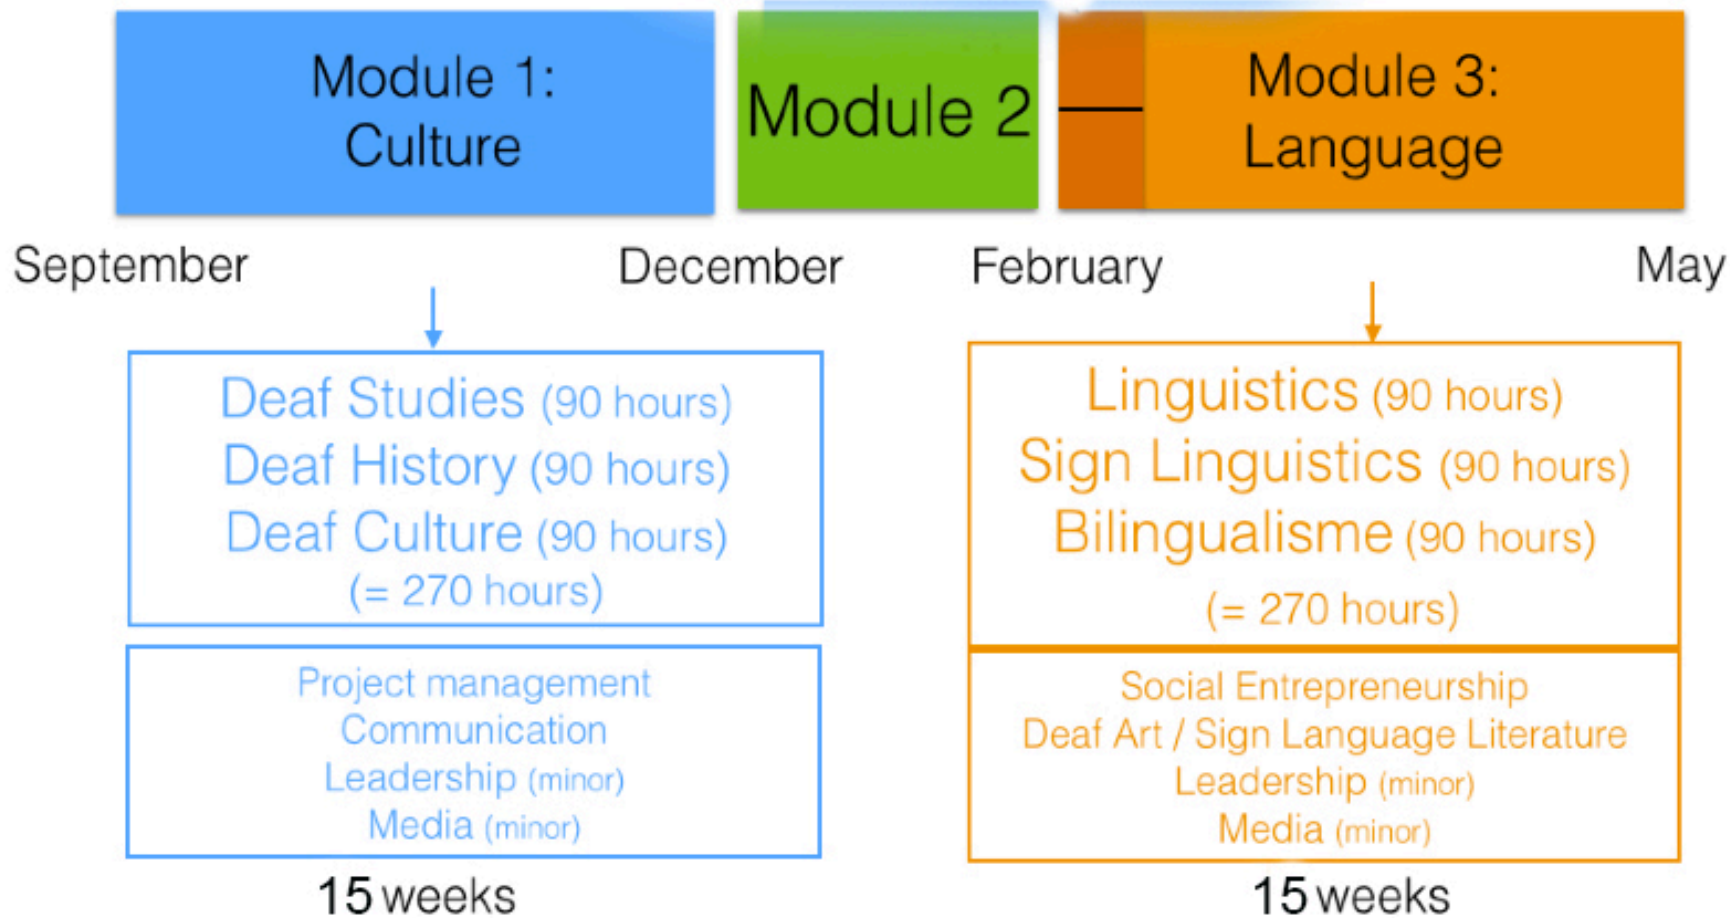 Module 1:
Culture
Module 2
Module 3:
Language
September
December
February
May
Deaf Studies (90 hours)
Deaf History (90 hours)
Deaf Culture (90 hours)
(= 270 hours)
Project management
Communication
Leadership (minor)
Media (minor)
15 weeks
Linguistics (90 hours)
Sign Linguistics (90 hours)
Bilingualisme (90 hours)
(= 270 hours)
Social Entrepreneurship
Deaf Art / Sign Language Literature
Leadership (minor)
Media (minor)
15 weeks